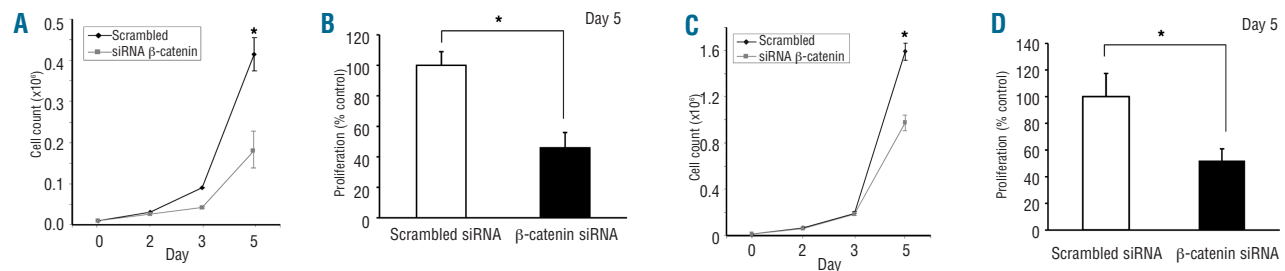 A
Cell count (x10⁶)
0.5
0.4
0.3
0.2
0.1
0.0
Scrambled
siRNA β-catenin
*
0 2 3 5
Day
B
Day 5
Proliferation (% control)
120
100
80
60
40
20
0
*
Scrambled siRNA β-catenin siRNA
C
Cell count (x10⁶)
1.6
1.2
0.8
0.4
0
Scrambled
siRNA β-catenin
*
0 2 3 5
Day
D
Day 5
Proliferation (% control)
140
120
100
80
60
40
20
0
*
Scrambled siRNA β-catenin siRNA